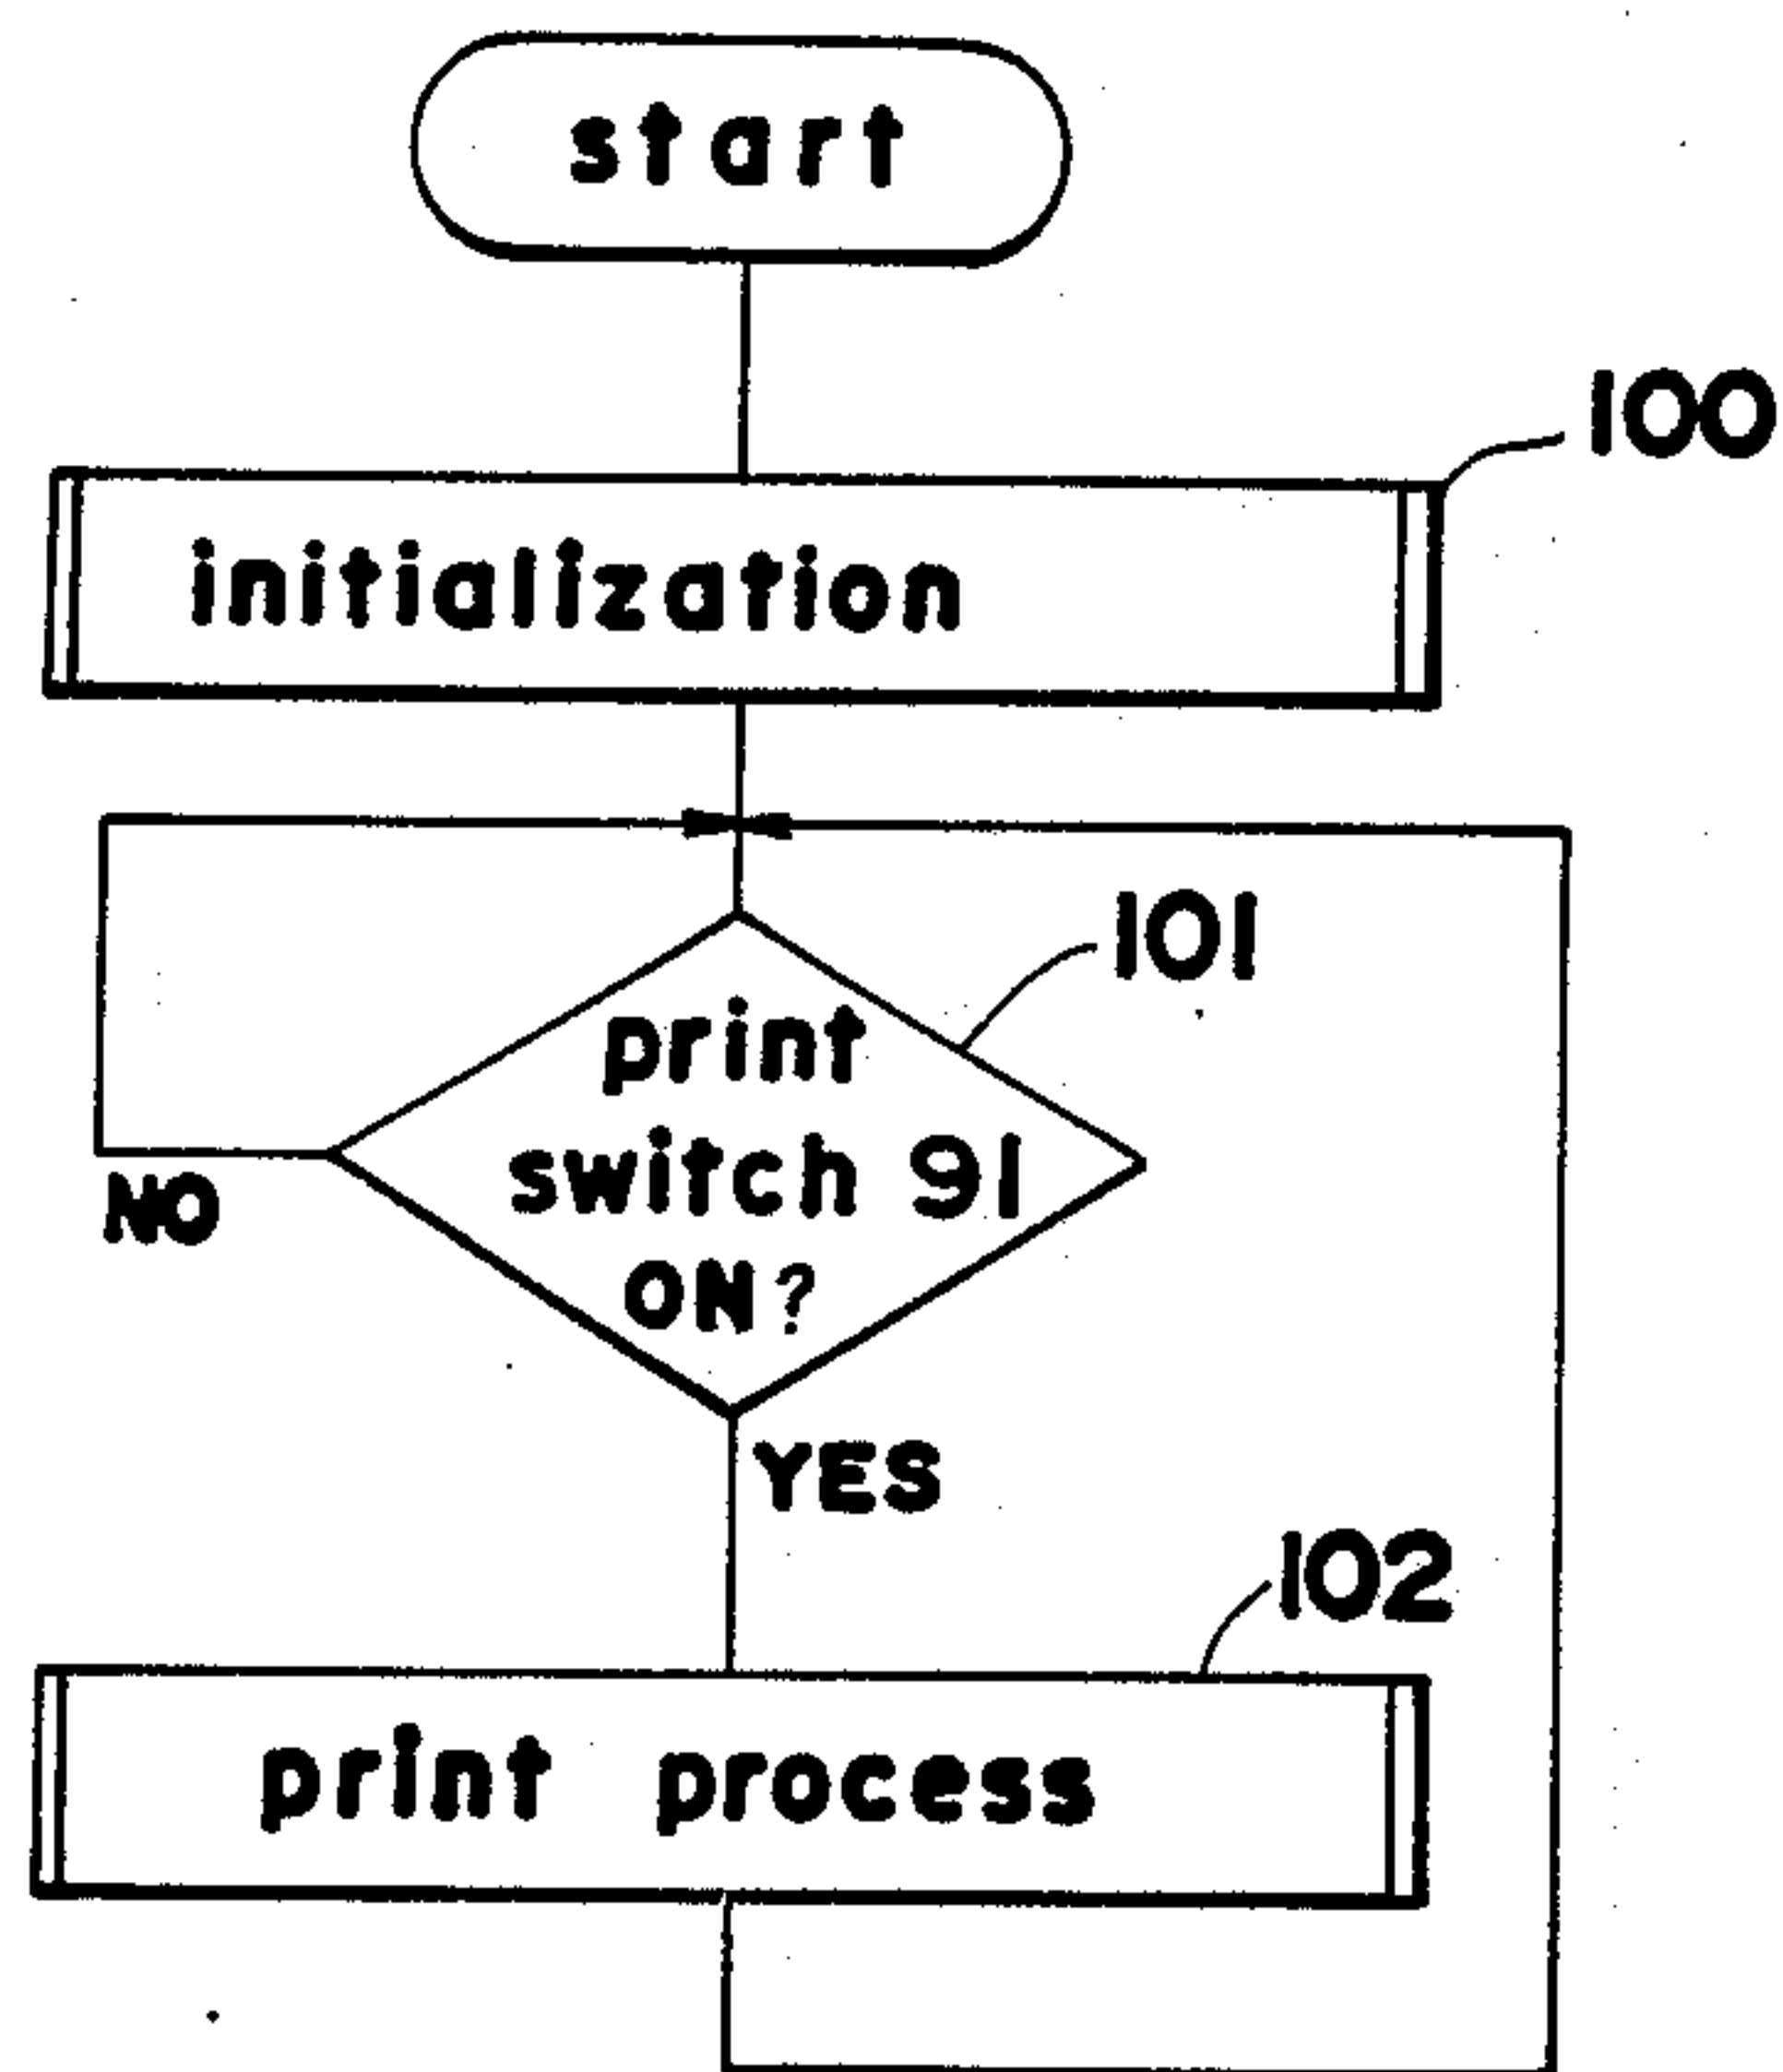 start
100
initialization
101
print
switch 91
ON?
NO
YES
102
print process